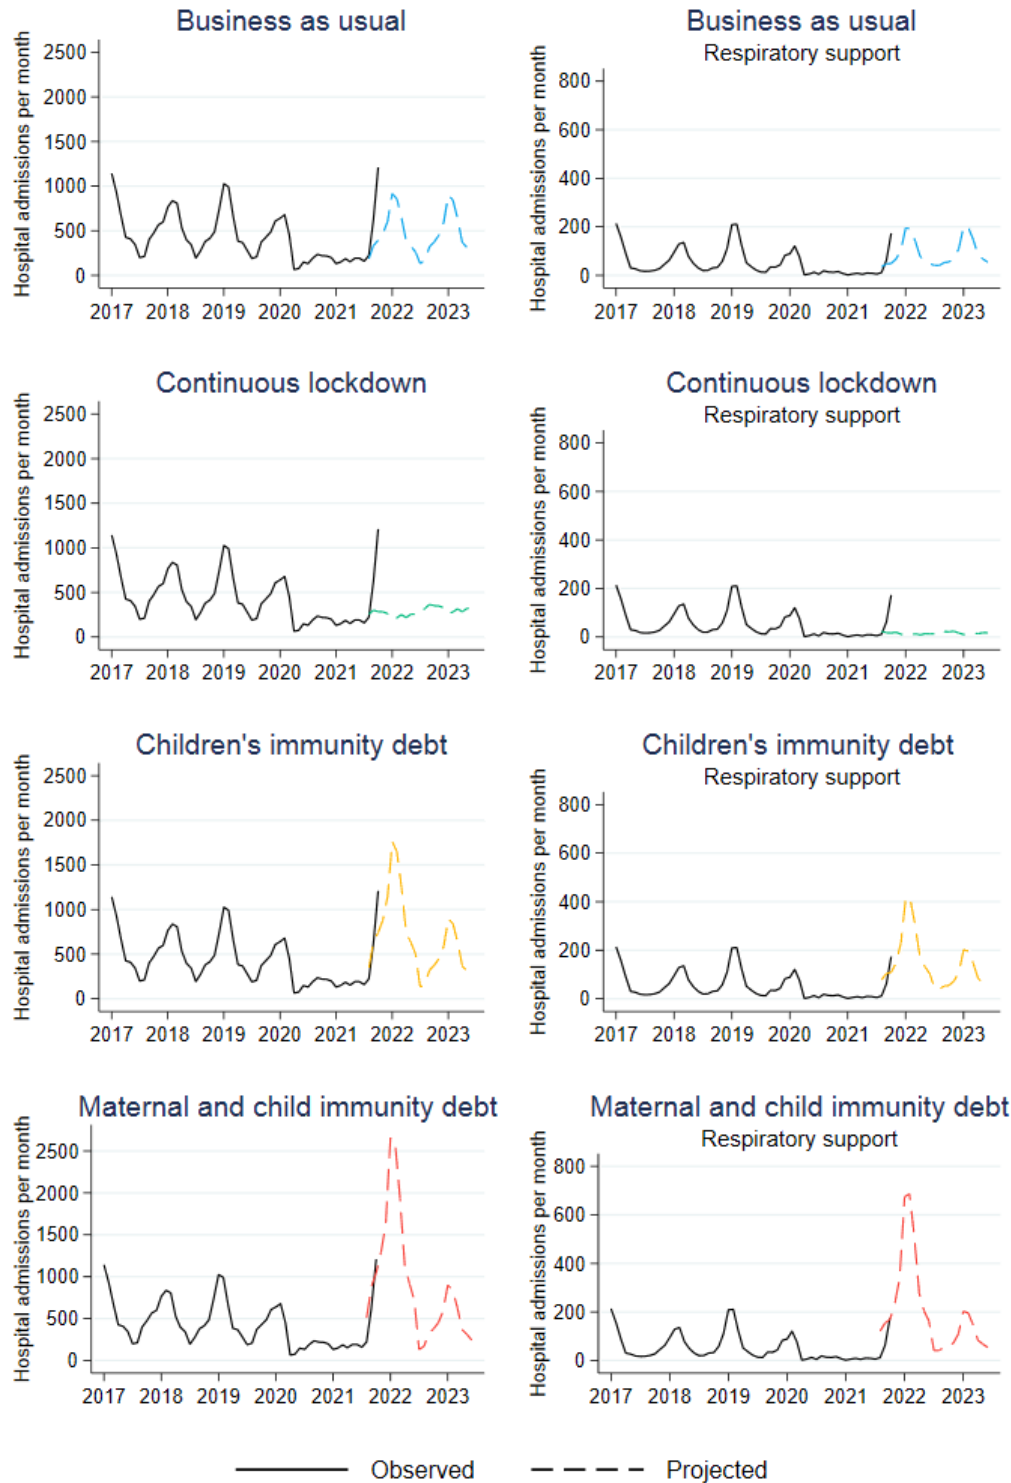 Business as usual
Hospital admissions per month
2500
2000
1500
1000
500
0
2017 2018 2019 2020 2021 2022 2023
Business as usual
Respiratory support
Hospital admissions per month
800
600
400
200
0
2017 2018 2019 2020 2021 2022 2023
Continuous lockdown
Hospital admissions per month
2500
2000
1500
1000
500
0
2017 2018 2019 2020 2021 2022 2023
Continuous lockdown
Respiratory support
Hospital admissions per month
800
600
400
200
0
2017 2018 2019 2020 2021 2022 2023
Children's immunity debt
Hospital admissions per month
2500
2000
1500
1000
500
0
2017 2018 2019 2020 2021 2022 2023
Children's immunity debt
Respiratory support
Hospital admissions per month
800
600
400
200
0
2017 2018 2019 2020 2021 2022 2023
Maternal and child immunity debt
Hospital admissions per month
2500
2000
1500
1000
500
0
2017 2018 2019 2020 2021 2022 2023
Maternal and child immunity debt
Respiratory support
Hospital admissions per month
800
600
400
200
0
2017 2018 2019 2020 2021 2022 2023
Observed Projected